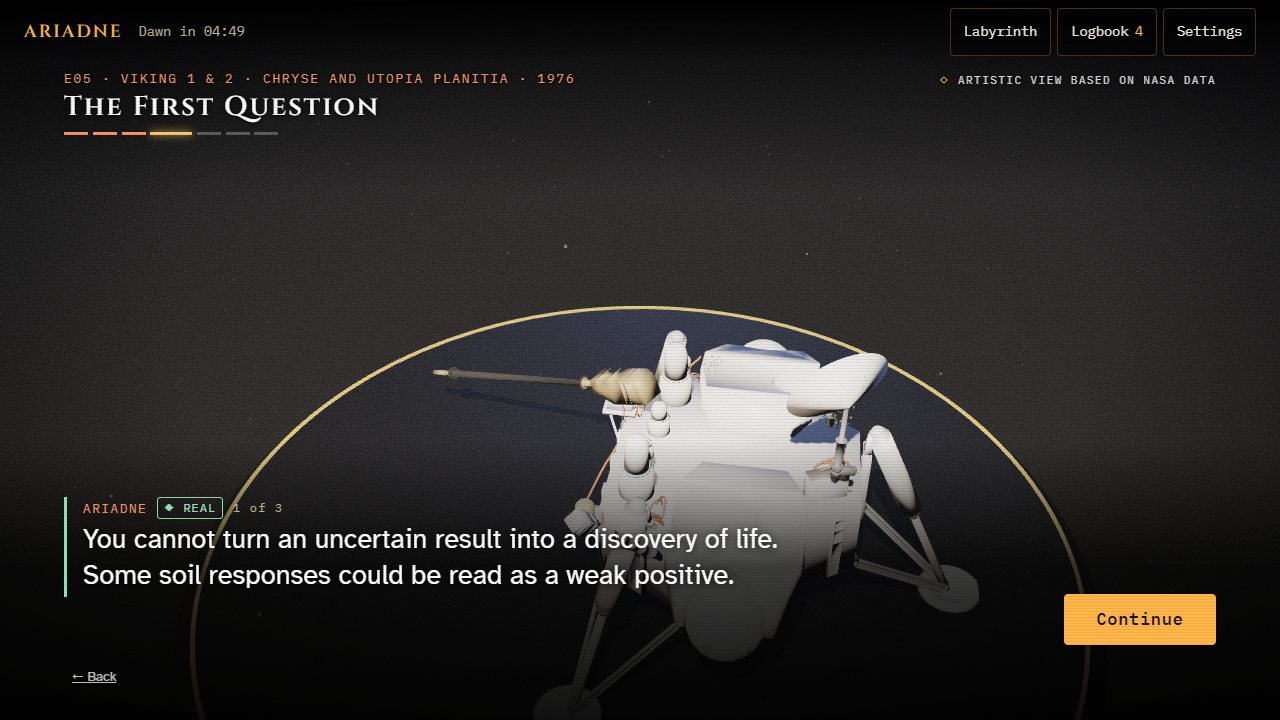 ARIADNE Dawn in 04:49 Labyrinth Logbook 4 Settings
E05 · VIKING 1 & 2 · CHRYSE AND UTOPIA PLANITIA · 1976
◇ ARTISTIC VIEW BASED ON NASA DATA
The First Question
ARIADNE ◆ REAL 1 of 3
You cannot turn an uncertain result into a discovery of life.
Some soil responses could be read as a weak positive.
Continue
← Back